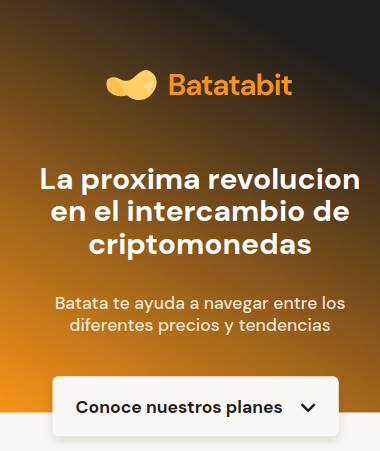 Batatabit
La proxima revolucion
en el intercambio de
criptomonedas
Batata te ayuda a navegar entre los
diferentes precios y tendencias
Conoce nuestros planes